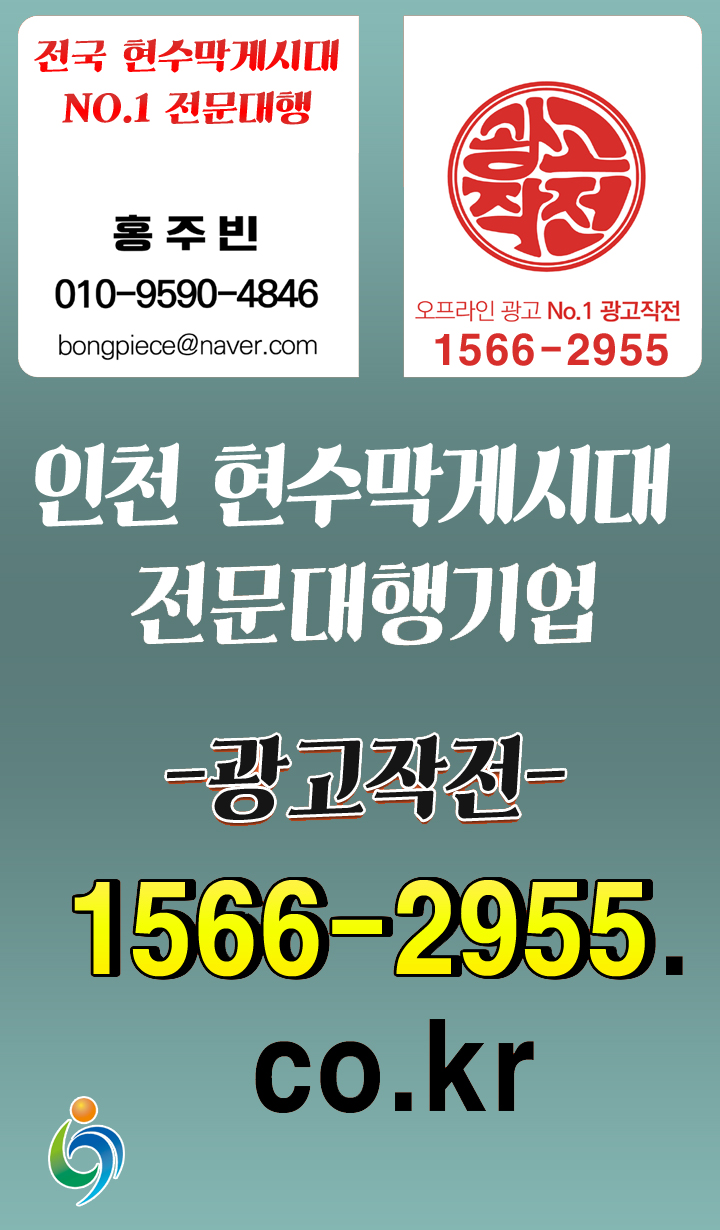 전국 현수막게시대
NO.1 전문대행
홍주빈
010-9590-4846
bongpiece@naver.com
광고
작전
오프라인 광고 No.1 광고작전
1566-2955
인천 현수막게시대
전문대행기업
-광고작전-
1566-2955.
co.kr